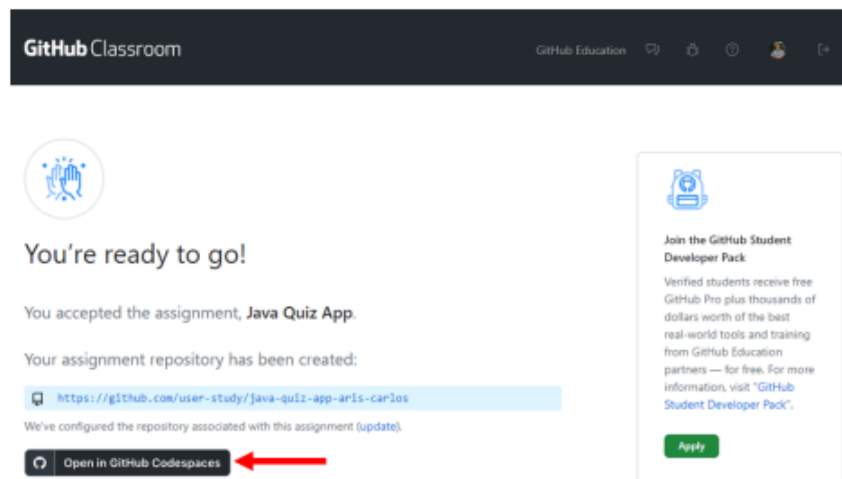 GitHub Classroom
GitHub Education
You're ready to go!
You accepted the assignment, Java Quiz App.
Your assignment repository has been created:
https://github.com/user-study/java-quiz-app-aris-carlos
We've configured the repository associated with this assignment (update).
Open in GitHub Codespaces
Join the GitHub Student
Developer Pack
Verified students receive free
GitHub Pro plus thousands of
dollars worth of the best
real-world tools and training
from GitHub Education
partners — for free. For more
information, visit "GitHub
Student Developer Pack".
Apply